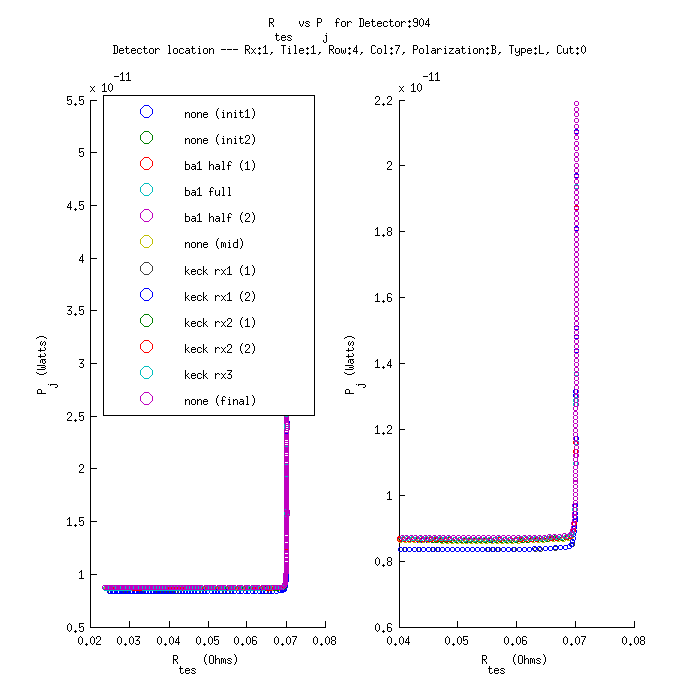 R    vs P  for Detector:904
tes    j
Detector location --- Rx:1, Tile:1, Row:4, Col:7, Polarization:B, Type:L, Cut:0
x 10 -11
5.5
5
4.5
4
3.5
3
2.5
2
1.5
1
0.5
0.02 0.03 0.04 0.05 0.06 0.07 0.08
P (Watts)
j
R    (Ohms)
tes
none (init1)
none (init2)
ba1 half (1)
ba1 full
ba1 half (2)
none (mid)
keck rx1 (1)
keck rx1 (2)
keck rx2 (1)
keck rx2 (2)
keck rx3
none (final)
x 10 -11
2.2
2
1.8
1.6
1.4
1.2
1
0.8
0.6
0.04 0.05 0.06 0.07 0.08
P (Watts)
j
R    (Ohms)
tes